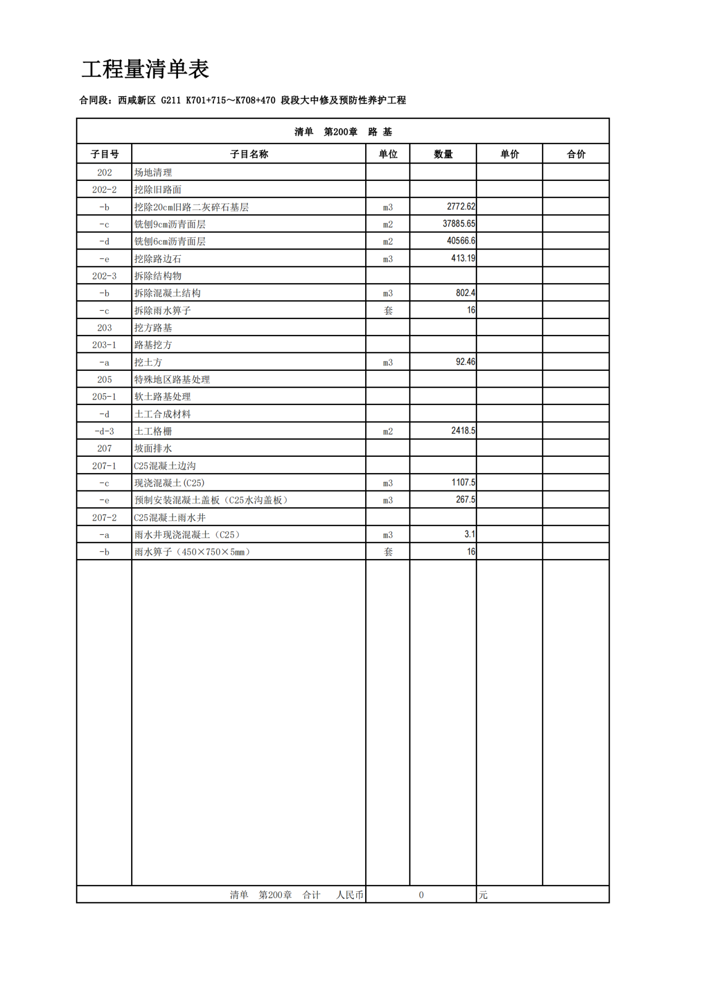 工程量清单表
合同段：西咸新区 G211 K701+715～K708+470 段段大中修及预防性养护工程
清单 第200章 路 基
子目号 子目名称 单位 数量 单价 合价
202 场地清理
202-2 挖除旧路面
-b 挖除20cm旧路二灰碎石基层 m3 2772.62
-c 铣刨9cm沥青面层 m2 37885.65
-d 铣刨6cm沥青面层 m2 40566.6
-e 挖除路边石 m3 413.19
202-3 拆除结构物
-b 拆除混凝土结构 m3 802.4
-c 拆除雨水箅子 套 16
203 挖方路基
203-1 路基挖方
-a 挖土方 m3 92.46
205 特殊地区路基处理
205-1 软土路基处理
-d 土工合成材料
-d-3 土工格栅 m2 2418.5
207 坡面排水
207-1 C25混凝土边沟
-c 现浇混凝土(C25) m3 1107.5
-e 预制安装混凝土盖板（C25水沟盖板） m3 267.5
207-2 C25混凝土雨水井
-a 雨水井现浇混凝土（C25） m3 3.1
-b 雨水箅子（450×750×5mm） 套 16
清单 第200章 合计 人民币 0 元